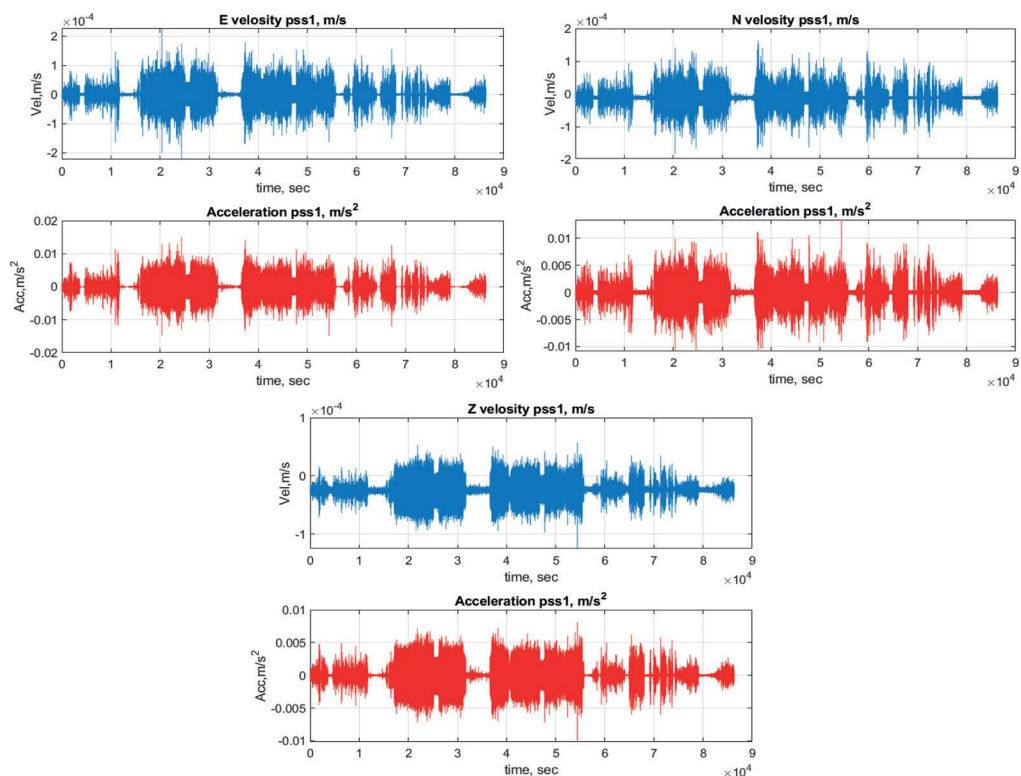 E velosity pss1, m/s
×10⁻⁴
Vel,m/s
2
1
0
-1
-2
0 1 2 3 4 5 6 7 8 9
time, sec
×10⁴
N velosity pss1, m/s
×10⁻⁴
Vel,m/s
2
1
0
-1
-2
0 1 2 3 4 5 6 7 8 9
time, sec
×10⁴
Acceleration pss1, m/s²
Acc,m/s²
0.02
0.01
0
-0.01
-0.02
0 1 2 3 4 5 6 7 8 9
time, sec
×10⁴
Acceleration pss1, m/s²
Acc,m/s²
0.01
0.005
0
-0.005
-0.01
0 1 2 3 4 5 6 7 8 9
time, sec
×10⁴
Z velosity pss1, m/s
×10⁻⁴
Vel,m/s
1
0
-1
0 1 2 3 4 5 6 7 8 9
time, sec
×10⁴
Acceleration pss1, m/s²
Acc,m/s²
0.01
0.005
0
-0.005
-0.01
0 1 2 3 4 5 6 7 8 9
time, sec
×10⁴